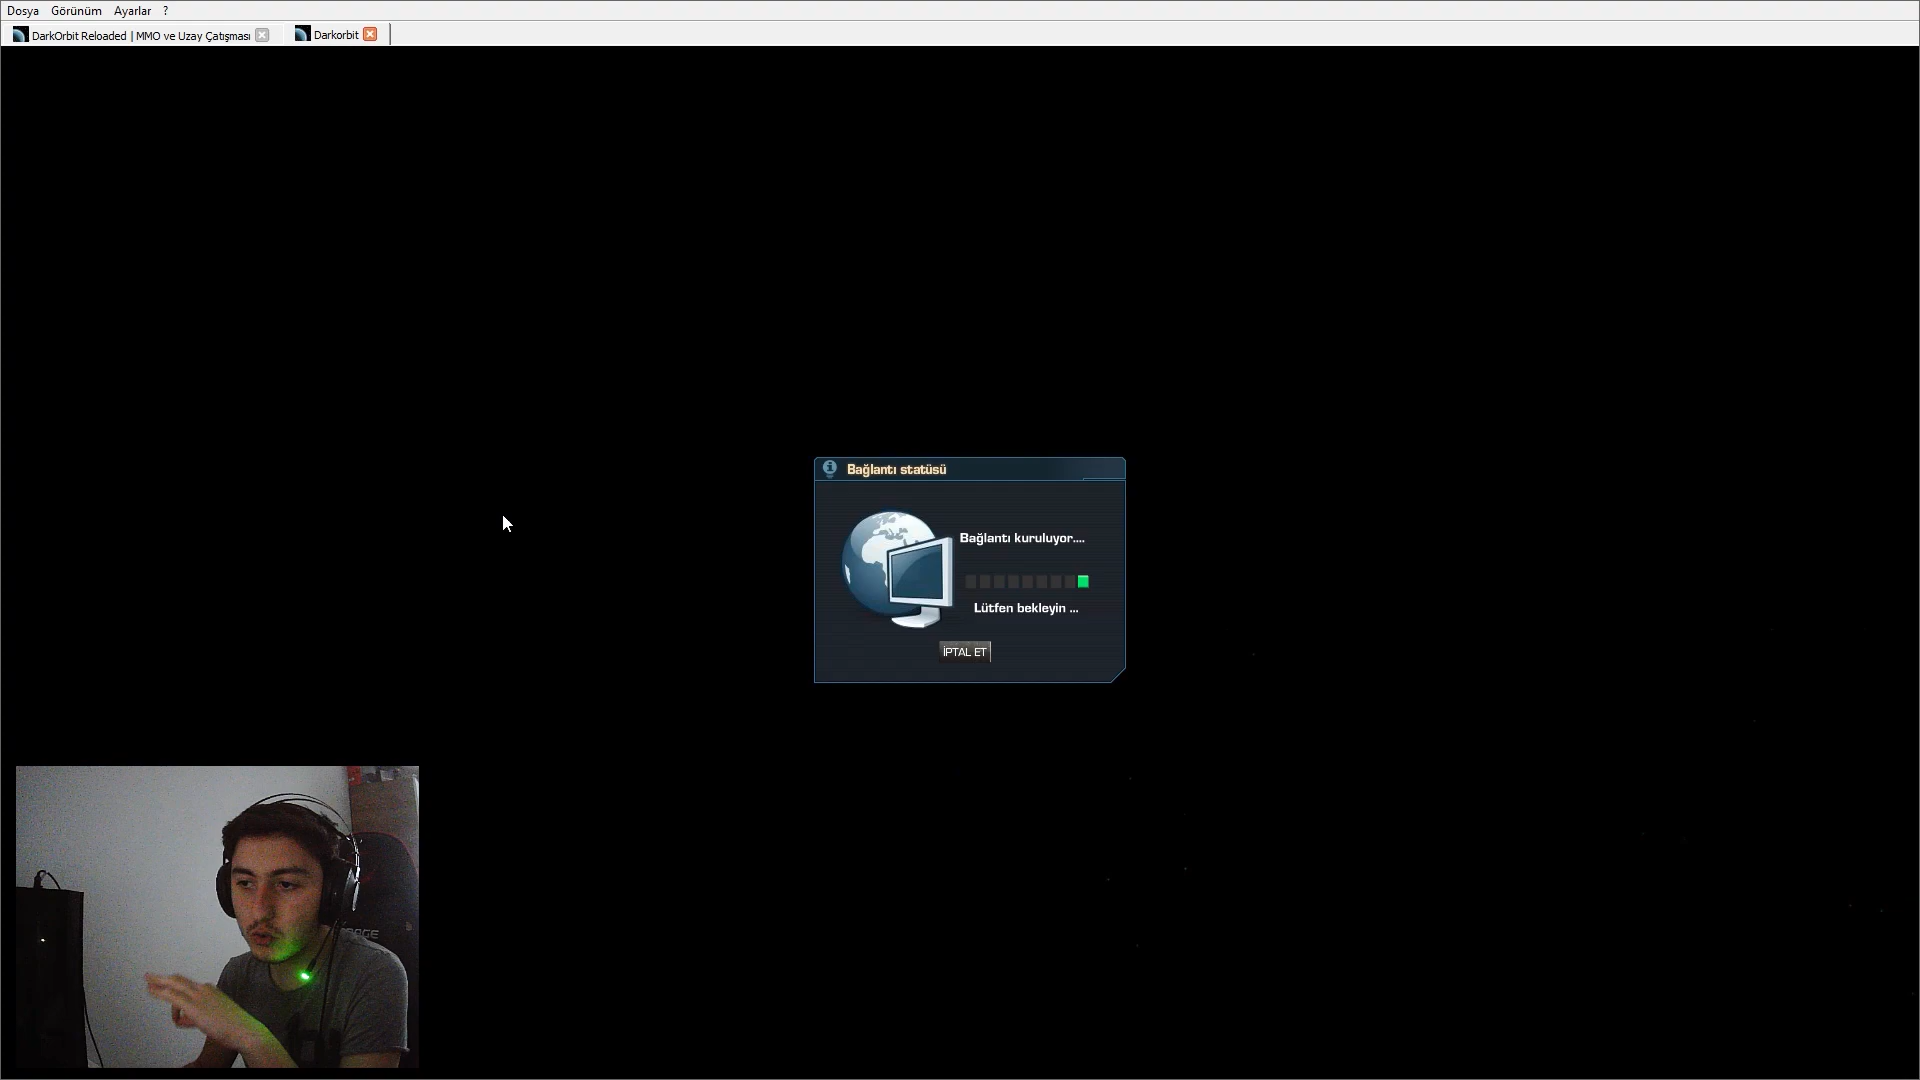 Dosya Görünüm Ayarlar ?
DarkOrbit Reloaded | MMO ve Uzay Çatışması
Darkorbit
Bağlantı statüsü
Bağlantı kuruluyor....
Lütfen bekleyin ...
İPTAL ET